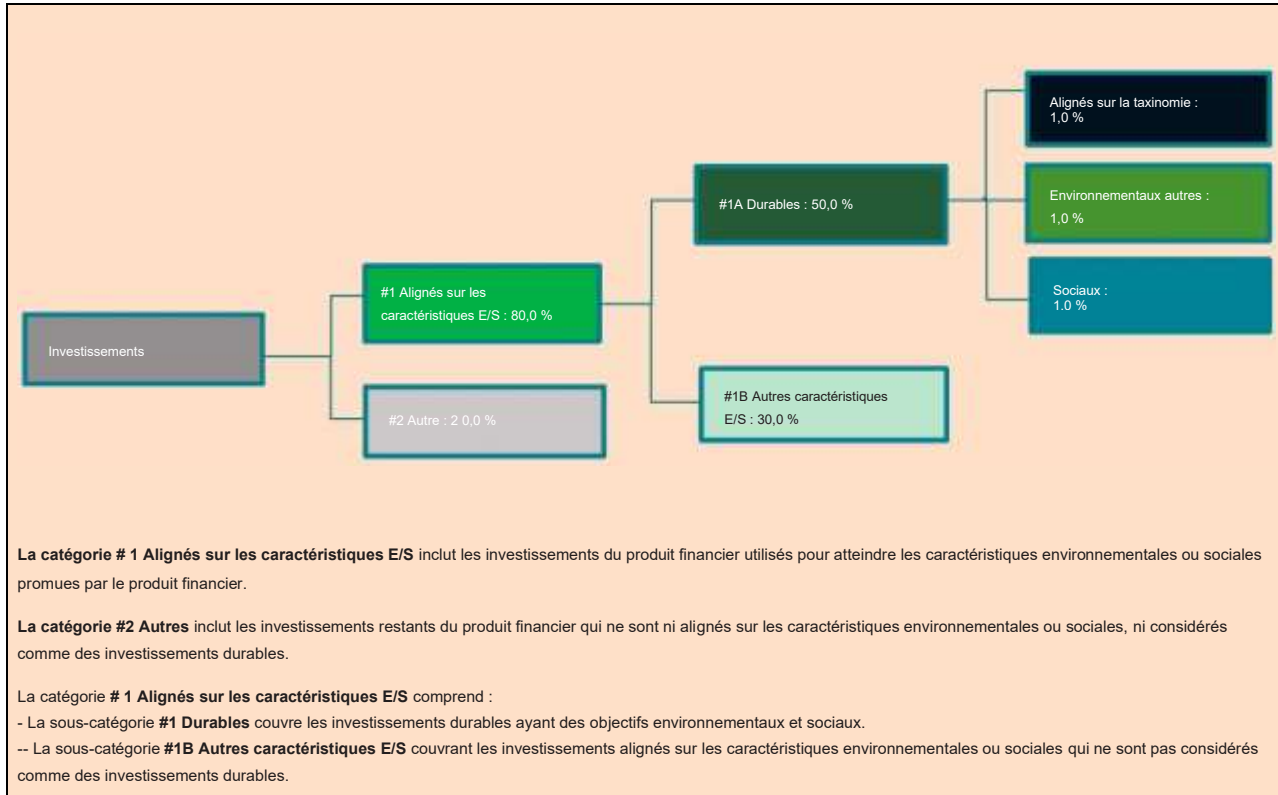 Alignés sur la taxinomie :
1,0 %
#1A Durables : 50,0 %
Environnementaux autres :
1,0 %
#1 Alignés sur les
caractéristiques E/S : 80,0 %
Sociaux :
1.0 %
Investissements
#2 Autre : 2 0,0 %
#1B Autres caractéristiques
E/S : 30,0 %
La catégorie # 1 Alignés sur les caractéristiques E/S inclut les investissements du produit financier utilisés pour atteindre les caractéristiques environnementales ou sociales
promues par le produit financier.
La catégorie #2 Autres inclut les investissements restants du produit financier qui ne sont ni alignés sur les caractéristiques environnementales ou sociales, ni considérés
comme des investissements durables.
La catégorie # 1 Alignés sur les caractéristiques E/S comprend :
- La sous-catégorie #1 Durables couvre les investissements durables ayant des objectifs environnementaux et sociaux.
-- La sous-catégorie #1B Autres caractéristiques E/S couvrant les investissements alignés sur les caractéristiques environnementales ou sociales qui ne sont pas considérés
comme des investissements durables.